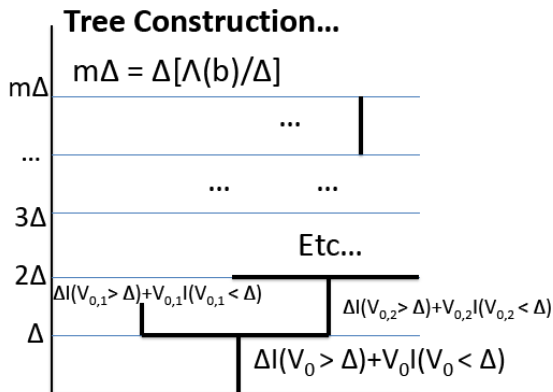 Tree Construction...
mΔ = Δ[Λ(b)/Δ]
mΔ
...
...
... ...
3Δ
Etc...
2Δ
ΔI(V₀,₁> Δ)+V₀,₁I(V₀,₁ < Δ)
ΔI(V₀,₂> Δ)+V₀,₂I(V₀,₂ < Δ)
Δ
ΔI(V₀ > Δ)+V₀I(V₀ < Δ)